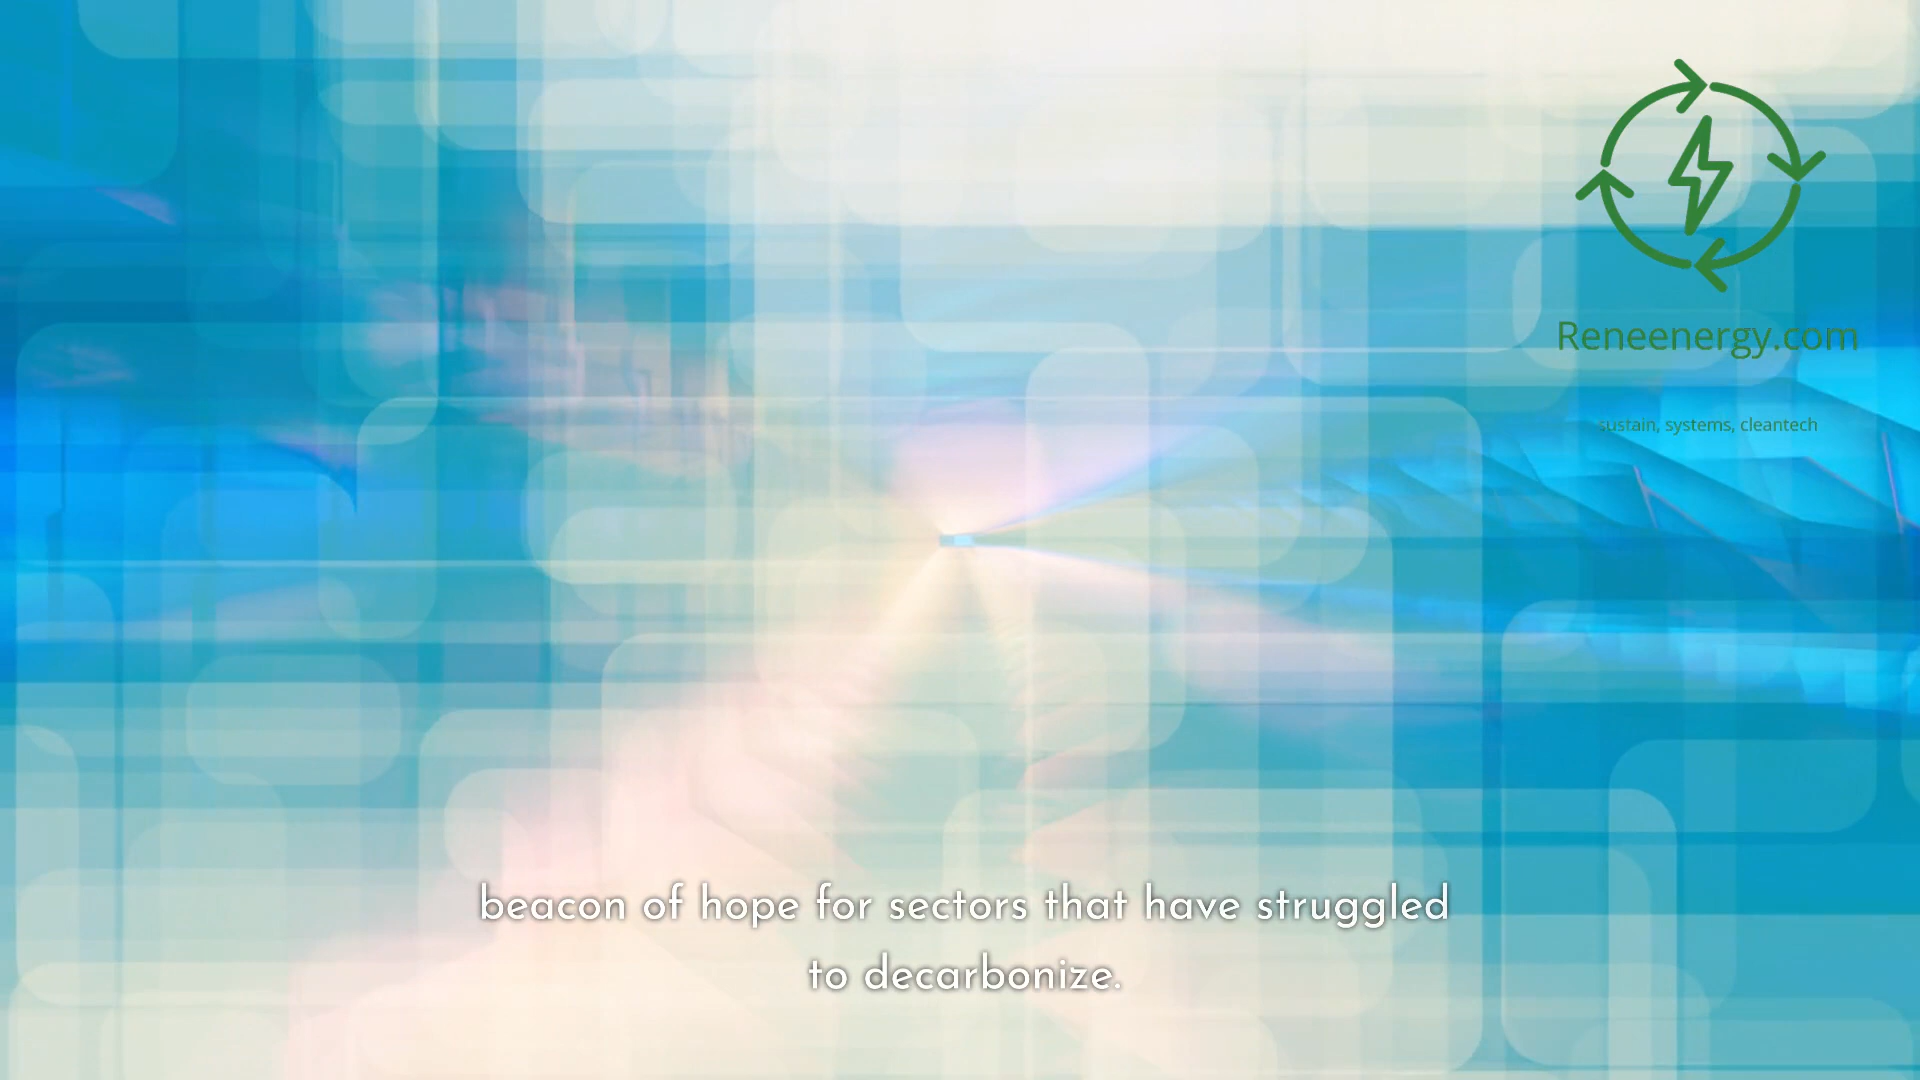 Reneenergy.com
sustain, systems, cleantech
beacon of hope for sectors that have struggled
to decarbonize.